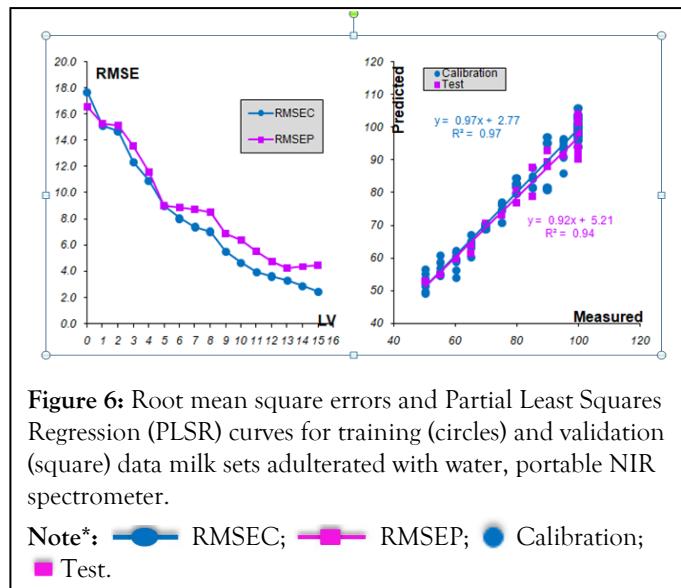 RMSE
20.0
18.0
16.0
14.0
12.0
10.0
8.0
6.0
4.0
2.0
0.0
RMSEC
RMSEP
LV
0 1 2 3 4 5 6 7 8 9 10 11 12 13 14 15 16
Predicted
120
110
100
90
80
70
60
50
40
Calibration
Test
y = 0.97x + 2.77
R² = 0.97
y = 0.92x + 5.21
R² = 0.94
Measured
40 60 80 100 120
Figure 6: Root mean square errors and Partial Least Squares
Regression (PLSR) curves for training (circles) and validation
(square) data milk sets adulterated with water, portable NIR
spectrometer.
Note*: RMSEC; RMSEP; Calibration;
Test.